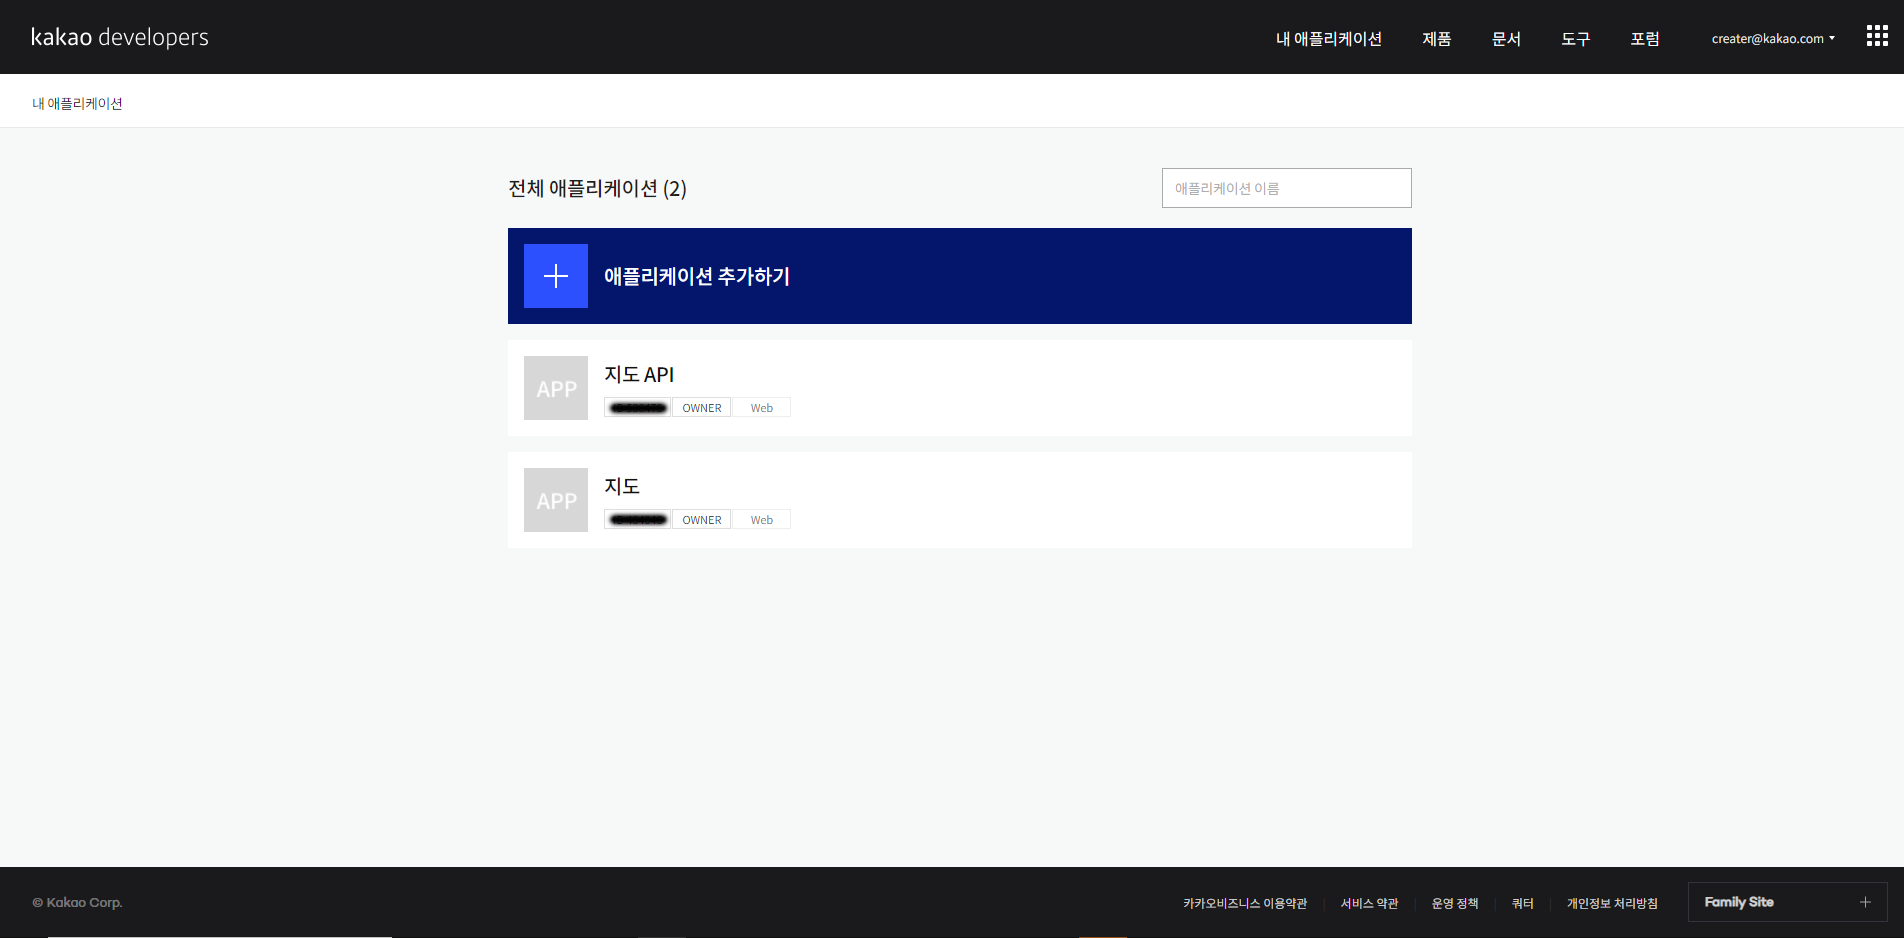 kakao developers
내 애플리케이션 제품 문서 도구 포럼 creater@kakao.com
내 애플리케이션
전체 애플리케이션 (2)
애플리케이션 이름
애플리케이션 추가하기
APP
지도 API
OWNER Web
APP
지도
OWNER Web
© Kakao Corp.
카카오비즈니스 이용약관 서비스 약관 운영 정책 쿼터 개인정보 처리방침 Family Site